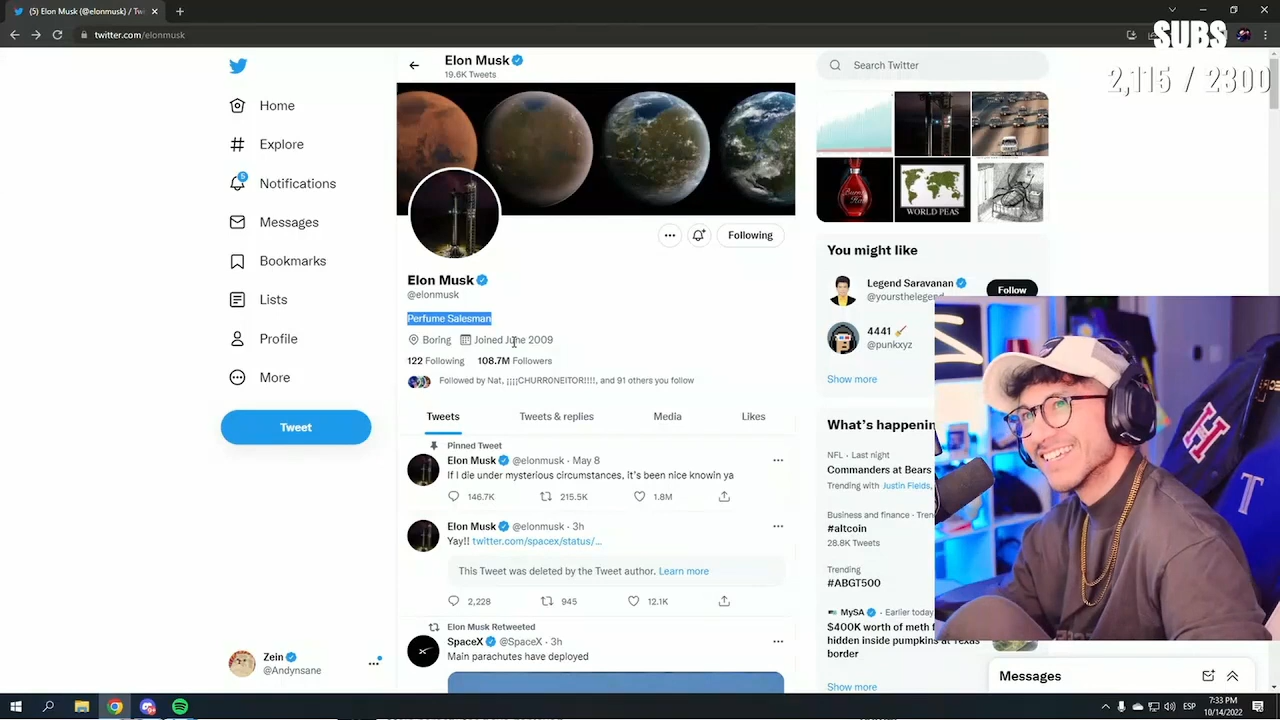 (5) Elon Musk (@elonmusk) / Twi
twitter.com/elonmusk
SUBS
2,115 / 2300
Home
Explore
5
Notifications
Messages
Bookmarks
Lists
Profile
More
Tweet
Zein
@Andynsane
Elon Musk
19.6K Tweets
Following
Elon Musk
@elonmusk
Perfume Salesman
Boring Joined June 2009
122 Following 108.7M Followers
Followed by Nat, ¡¡¡¡CHURR0NEITOR!!!!, and 91 others you follow
Tweets Tweets & replies Media Likes
Pinned Tweet
Elon Musk @elonmusk · May 8
If I die under mysterious circumstances, it's been nice knowin ya
146.7K 215.5K 1.8M
Elon Musk @elonmusk · 3h
Yay!! twitter.com/spacex/status/...
This Tweet was deleted by the Tweet author. Learn more
2,228 945 12.1K
Elon Musk Retweeted
SpaceX @SpaceX · 3h
Main parachutes have deployed
Search Twitter
WORLD PEAS
You might like
Legend Saravanan
@yoursthelegend
Follow
4441
@punkxyz
Show more
What's happenin
NFL · Last night
Commanders at Bears
Trending with Justin Fields,
Business and finance · Tren
#altcoin
28.8K Tweets
Trending
#ABGT500
MySA · Earlier today
$400K worth of meth f
hidden inside pumpkins at Texas
border
Show more
Messages
ESP
7:33 PM
10/14/2022